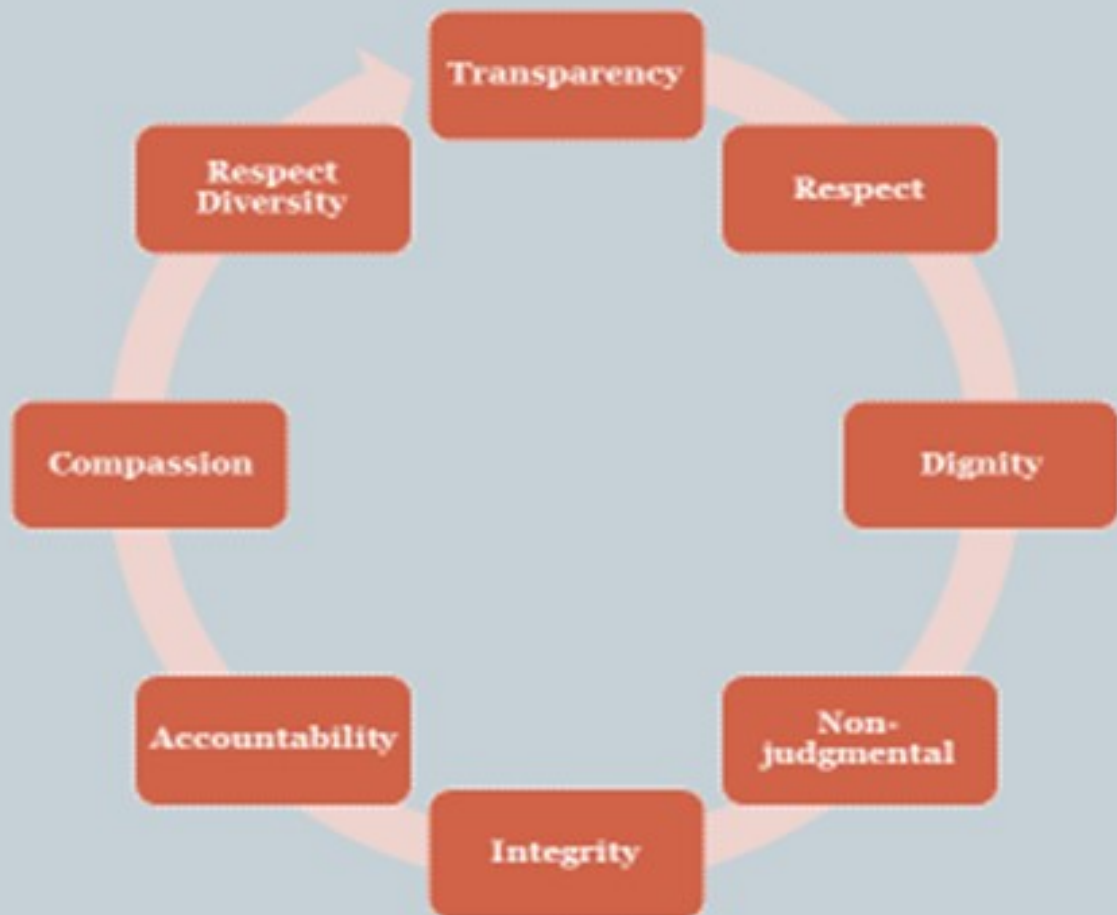 Transparency
Respect
Dignity
Non-
judgmental
Integrity
Accountability
Compassion
Respect
Diversity